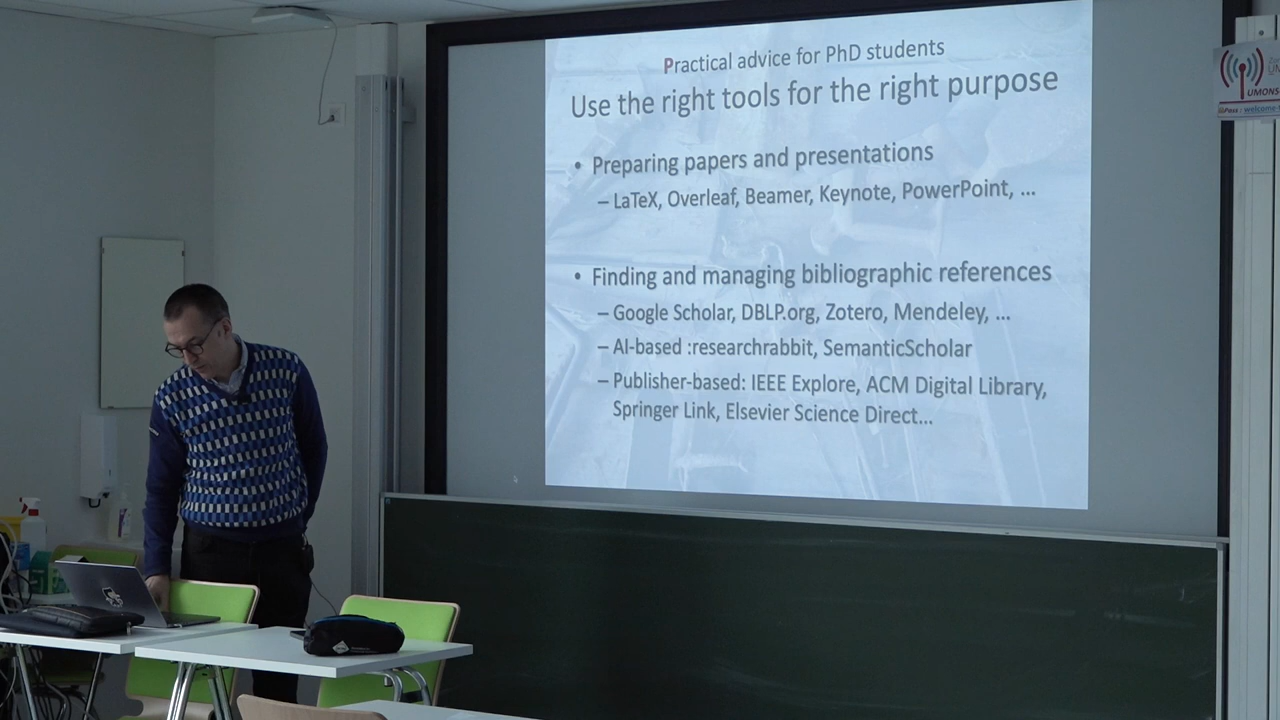 Practical advice for PhD students
Use the right tools for the right purpose
• Preparing papers and presentations
– LaTeX, Overleaf, Beamer, Keynote, PowerPoint, ...
• Finding and managing bibliographic references
– Google Scholar, DBLP.org, Zotero, Mendeley, ...
– AI-based :researchrabbit, SemanticScholar
– Publisher-based: IEEE Explore, ACM Digital Library,
Springer Link, Elsevier Science Direct...
UMONS